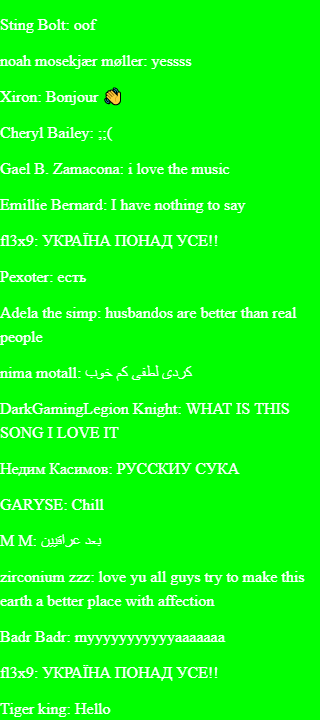 Sting Bolt: oof
noah mosekjær møller: yessss
Xiron: Bonjour 👋
Cheryl Bailey: ;;(
Gael B. Zamacona: i love the music
Emillie Bernard: I have nothing to say
fl3x9: УКРАЇНА ПОНАД УСЕ!!
Pexoter: есть
Adela the simp: husbandos are better than real
people
nima motall: کردی لطفی کم خوب
DarkGamingLegion Knight: WHAT IS THIS
SONG I LOVE IT
Недим Касимов: РУССКИУ СУКА
GARYSE: Chill
M M: بعد عراقيين
zirconium zzz: love yu all guys try to make this
earth a better place with affection
Badr Badr: myyyyyyyyyyyaaaaaaa
fl3x9: УКРАЇНА ПОНАД УСЕ!!
Tiger king: Hello